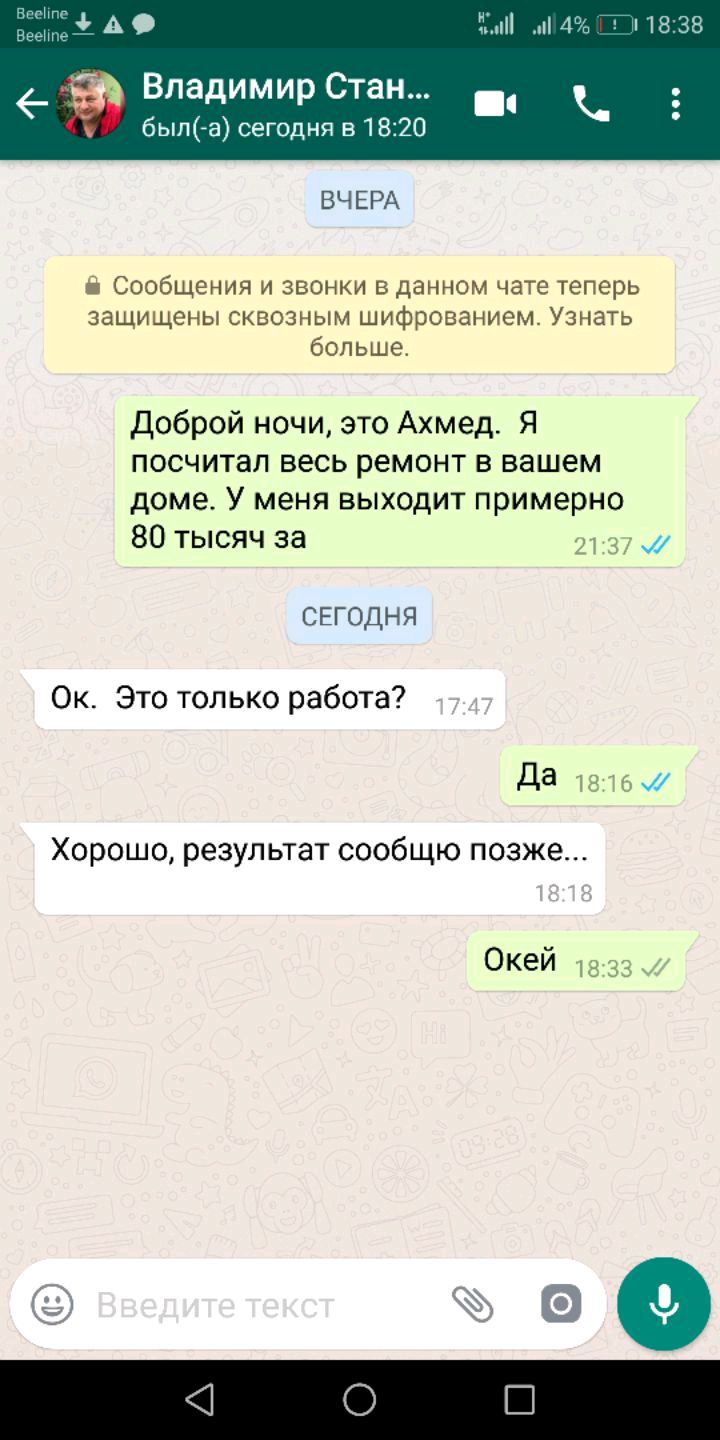 Beeline
Beeline
4% 18:38
Владимир Стан...
был(-а) сегодня в 18:20
ВЧЕРА
Сообщения и звонки в данном чате теперь
защищены сквозным шифрованием. Узнать
больше.
Доброй ночи, это Ахмед. Я
посчитал весь ремонт в вашем
доме. У меня выходит примерно
80 тысяч за 21:37
СЕГОДНЯ
Ок. Это только работа? 17:47
Да 18:16
Хорошо, результат сообщю позже...
18:18
Окей 18:33
Введите текст